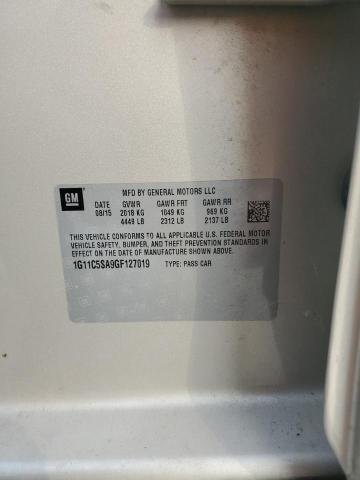 GM MFD BY GENERAL MOTORS LLC
08/15 GVWR GAWR FRT GAWR RR
2018 KG 1049 KG 969 KG
4449 LB 2312 LB 2137 LB
THIS VEHICLE CONFORMS TO ALL APPLICABLE U.S. FEDERAL MOTOR
VEHICLE SAFETY, BUMPER, AND THEFT PREVENTION STANDARDS IN
EFFECT ON THE DATE OF MANUFACTURE SHOWN ABOVE.
1G11C5SA9GF127019 TYPE: PASS CAR